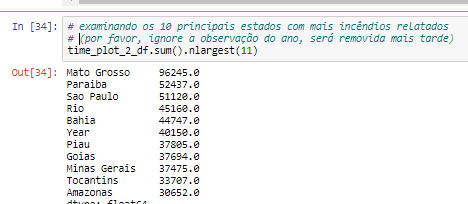 In [34]: # examinando os 10 principais estados com mais incêndios relatados
# (por favor, ignore a observação do ano, será removida mais tarde)
time_plot_2_df.sum().nlargest(11)
Out[34]: Mato Grosso 96245.0
Paraiba 52437.0
Sao Paulo 51120.0
Rio 45160.0
Bahia 44747.0
Year 40150.0
Piau 37805.0
Goias 37694.0
Minas Gerais 37475.0
Tocantins 33707.0
Amazonas 30652.0
dtype: float64